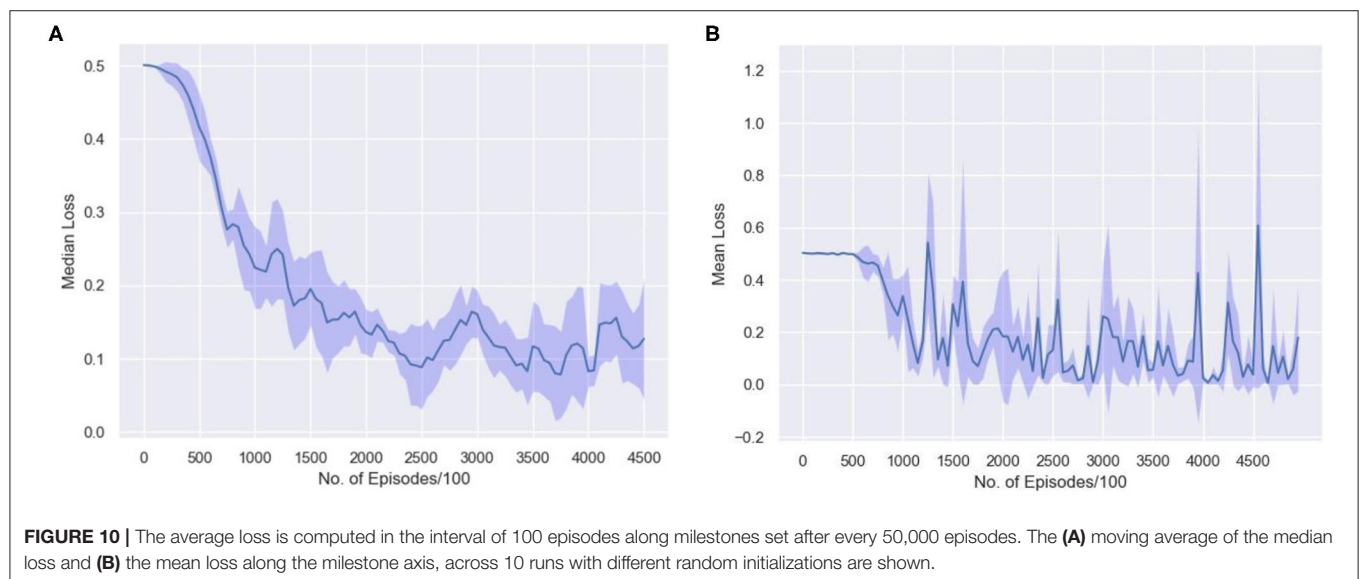 A
B
0.5
0.4
0.3
0.2
0.1
0.0
Median Loss
0 500 1000 1500 2000 2500 3000 3500 4000 4500
No. of Episodes/100
1.2
1.0
0.8
0.6
0.4
0.2
0.0
−0.2
Mean Loss
0 500 1000 1500 2000 2500 3000 3500 4000 4500
No. of Episodes/100
FIGURE 10 | The average loss is computed in the interval of 100 episodes along milestones set after every 50,000 episodes. The (A) moving average of the median
loss and (B) the mean loss along the milestone axis, across 10 runs with different random initializations are shown.